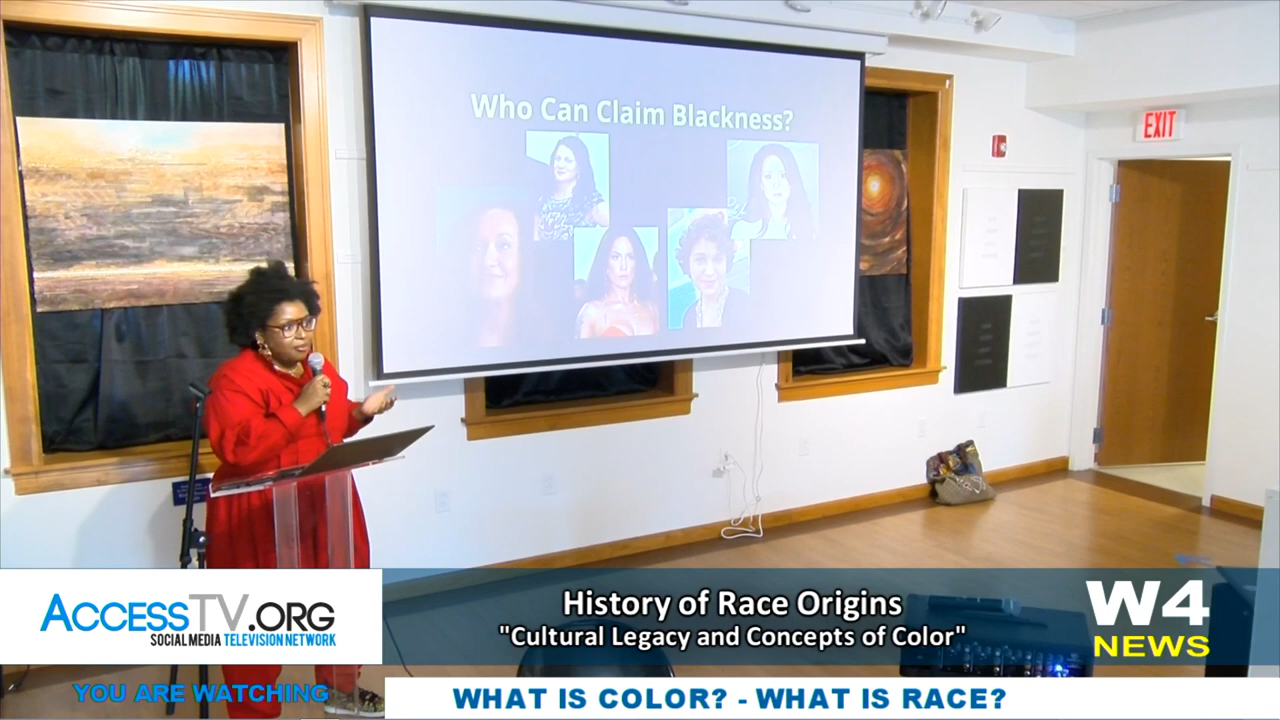 Who Can Claim Blackness?
EXIT
ACCESSTV.ORG
SOCIAL MEDIA TELEVISION NETWORK
History of Race Origins
"Cultural Legacy and Concepts of Color"
W4
NEWS
YOU ARE WATCHING
WHAT IS COLOR? - WHAT IS RACE?